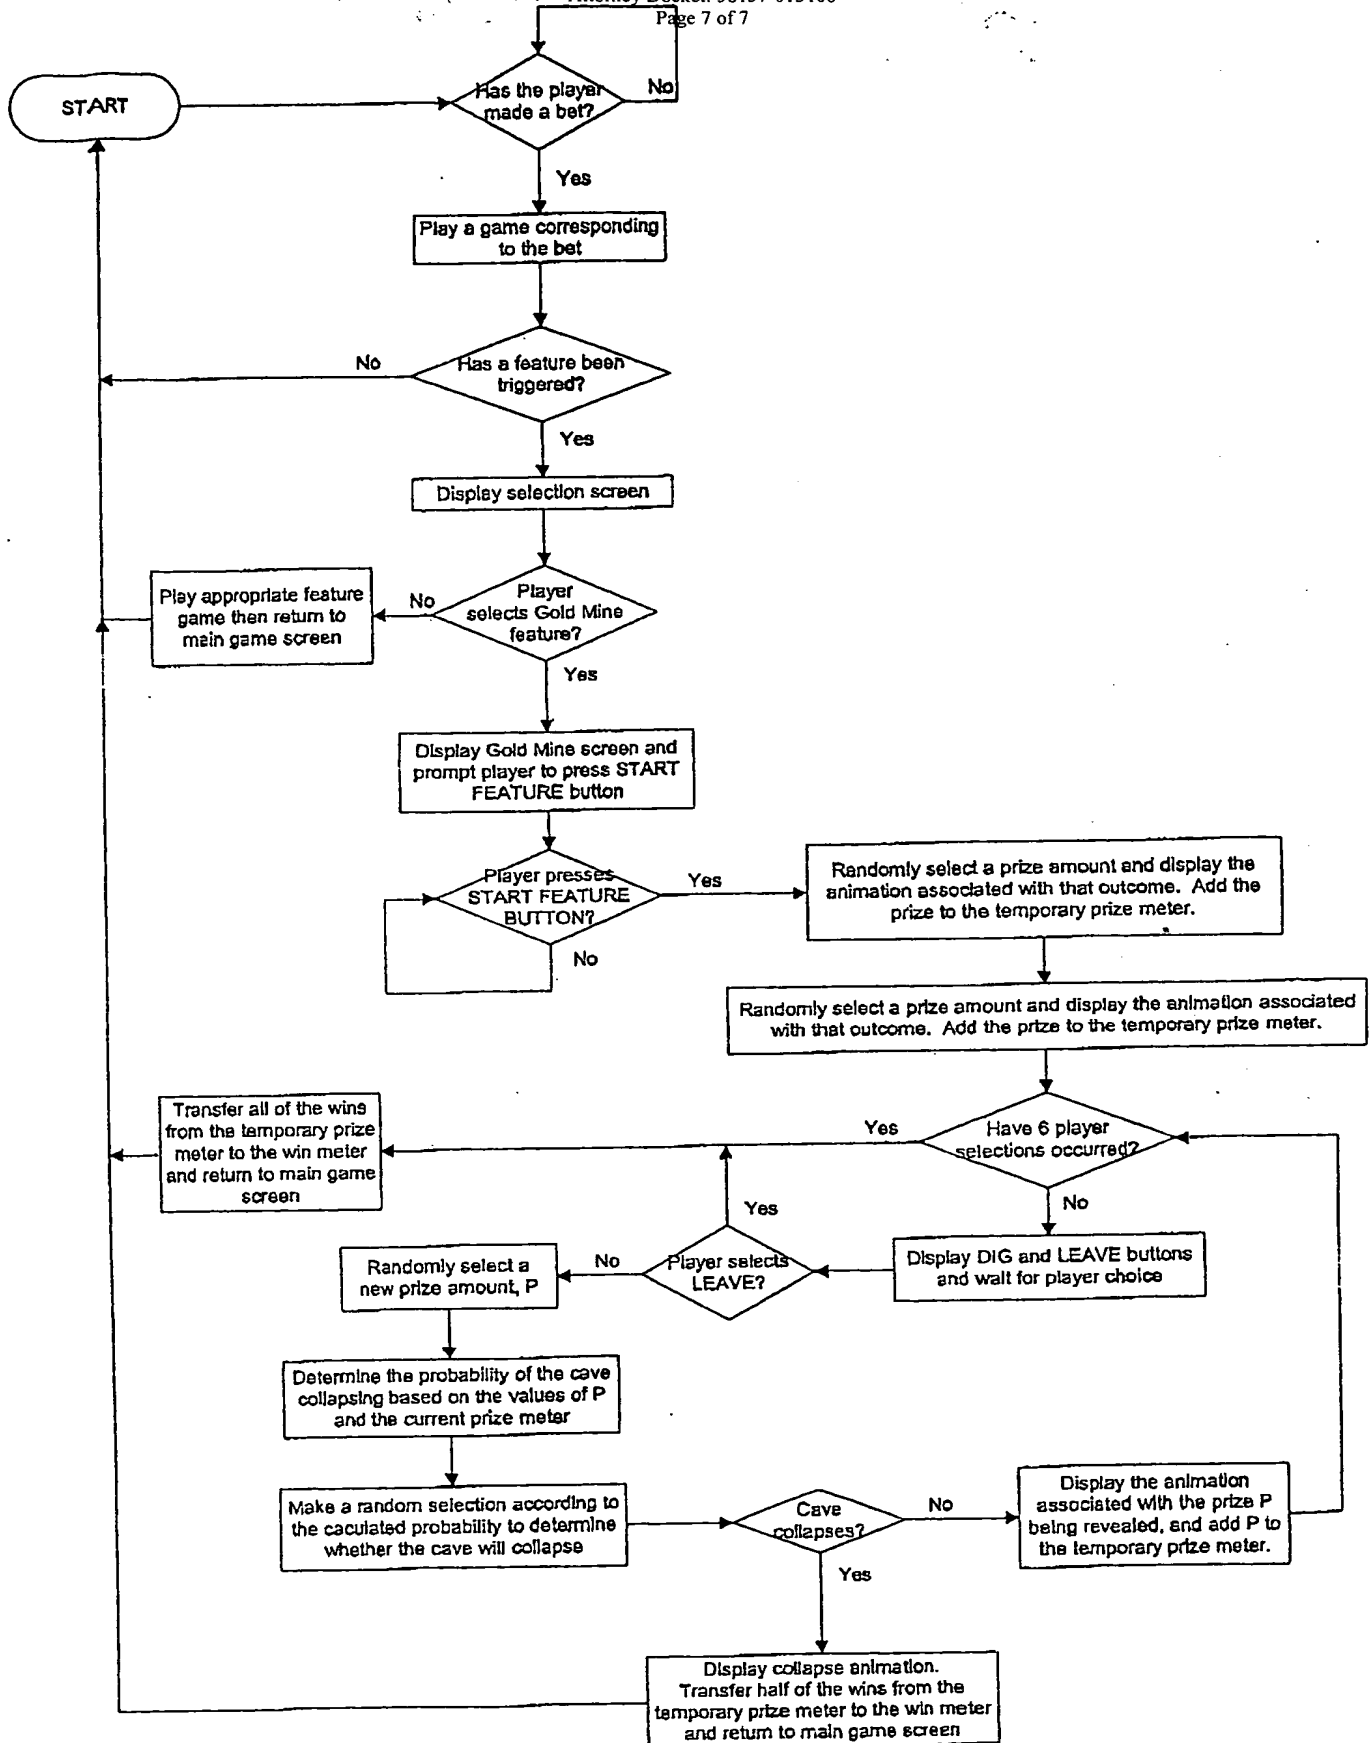 Page 7 of 7
START
Has the player
made a bet?
No
Yes
Play a game corresponding
to the bet
Has a feature been
triggered?
No
Yes
Display selection screen
Player
selects Gold Mine
feature?
No
Play appropriate feature
game then return to
main game screen
Yes
Display Gold Mine screen and
prompt player to press START
FEATURE button
Player presses
START FEATURE
BUTTON?
Yes
No
Randomly select a prize amount and display the
animation associated with that outcome. Add the
prize to the temporary prize meter.
Randomly select a prize amount and display the animation associated
with that outcome. Add the prize to the temporary prize meter.
Have 6 player
selections occurred?
Yes
Transfer all of the wins
from the temporary prize
meter to the win meter
and return to main game
screen
No
Display DIG and LEAVE buttons
and wait for player choice
Player selects
LEAVE?
Yes
No
Randomly select a
new prize amount, P
Determine the probability of the cave
collapsing based on the values of P
and the current prize meter
Make a random selection according to
the caculated probability to determine
whether the cave will collapse
Cave
collapses?
No
Display the animation
associated with the prize P
being revealed, and add P to
the temporary prize meter.
Yes
Display collapse animation.
Transfer half of the wins from the
temporary prize meter to the win meter
and return to main game screen